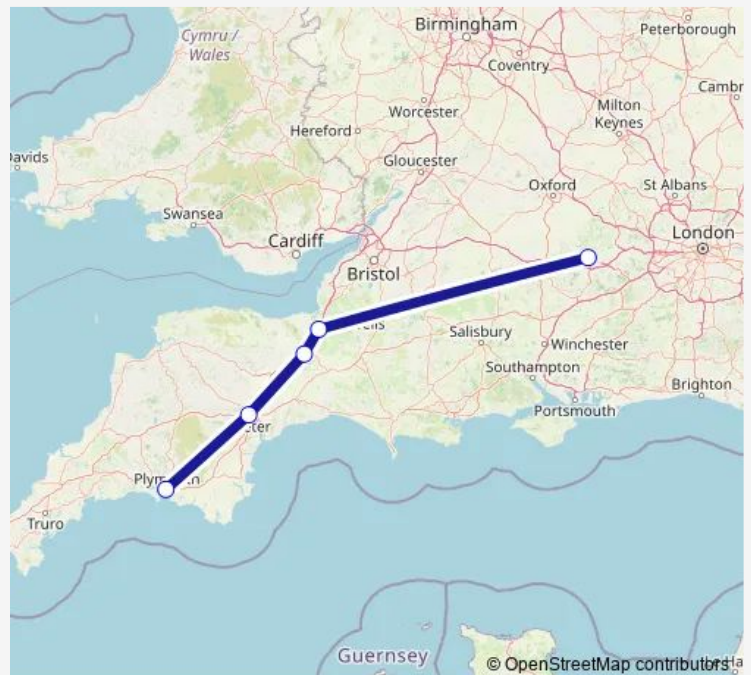 Birmingham
Peterborough
Cymru /
Wales
Coventry
Cambr
Worcester
Milton
Keynes
Hereford
Gloucester
Davids
Oxford
St Albans
Swansea
Cardiff
London
Bristol
Salisbury
Winchester
Southampton
Brighton
Portsmouth
Truro
Guernsey
© OpenStreetMap contributors